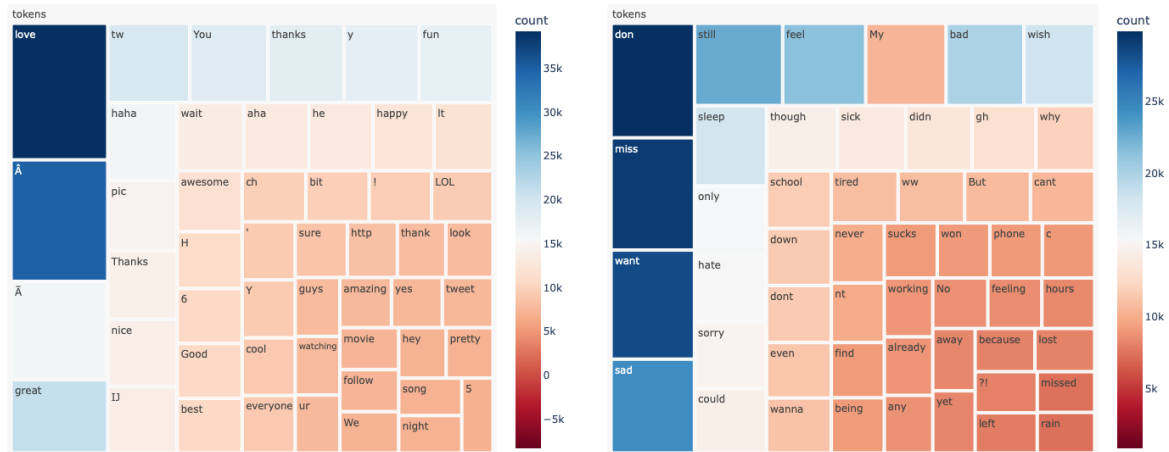 tokens
love
Â
Ã
great
tw
You
thanks
y
fun
haha
pic
Thanks
nice
IJ
wait
aha
he
happy
It
awesome
ch
bit
!
LOL
H
6
Good
best
'
sure
http
thank
look
Y
guys
amazing
yes
tweet
cool
watching
movie
hey
pretty
everyone
ur
follow
song
5
We
night
count
35k
30k
25k
20k
15k
10k
5k
0
−5k
tokens
don
miss
want
sad
still
feel
My
bad
wish
sleep
only
hate
sorry
could
though
sick
didn
gh
why
school
tired
ww
But
cant
down
dont
even
wanna
never
sucks
won
phone
c
nt
working
No
feeling
hours
find
already
away
because
lost
being
any
yet
?!
missed
left
rain
count
25k
20k
15k
10k
5k